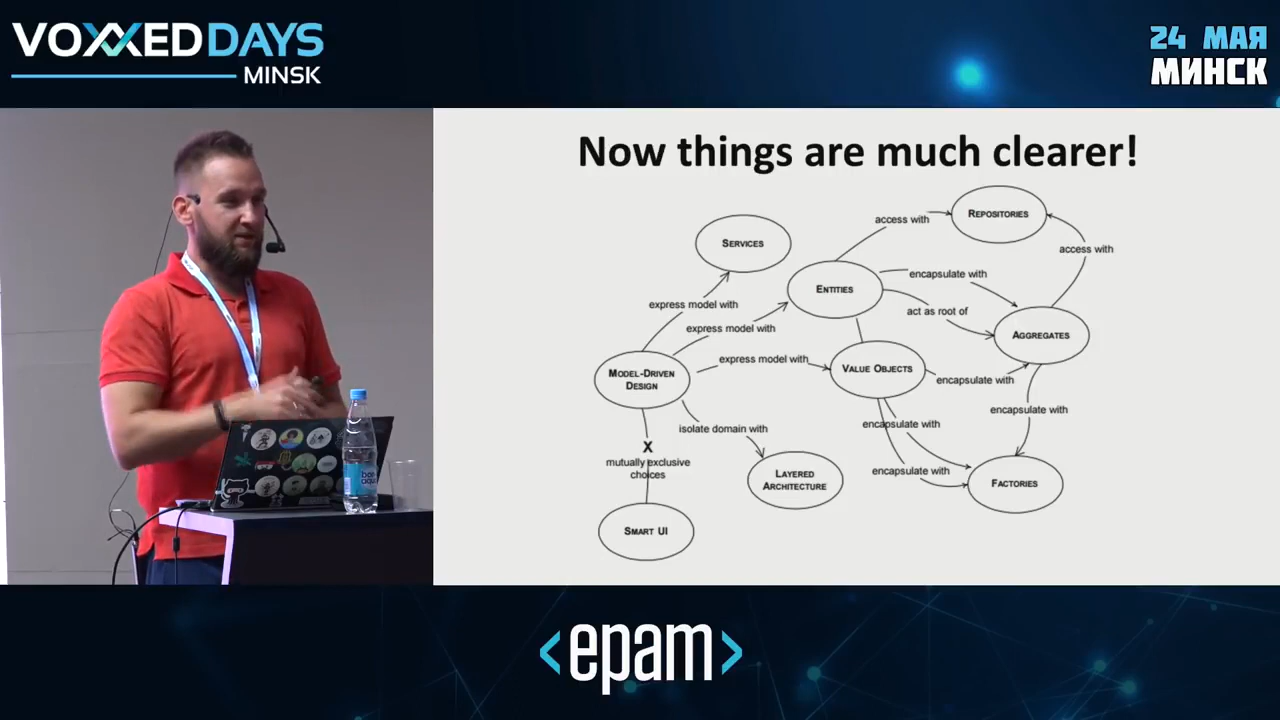 VOXXEDDAYS
MINSK
24 МАЯ
МИНСК
Now things are much clearer!
REPOSITORIES
access with
SERVICES
access with
ENTITIES
encapsulate with
express model with
act as root of
express model with
AGGREGATES
express model with
VALUE OBJECTS
MODEL-DRIVEN
DESIGN
encapsulate with
encapsulate with
encapsulate with
isolate domain with
X
mutually exclusive
choices
encapsulate with
LAYERED
ARCHITECTURE
FACTORIES
SMART UI
<epam>